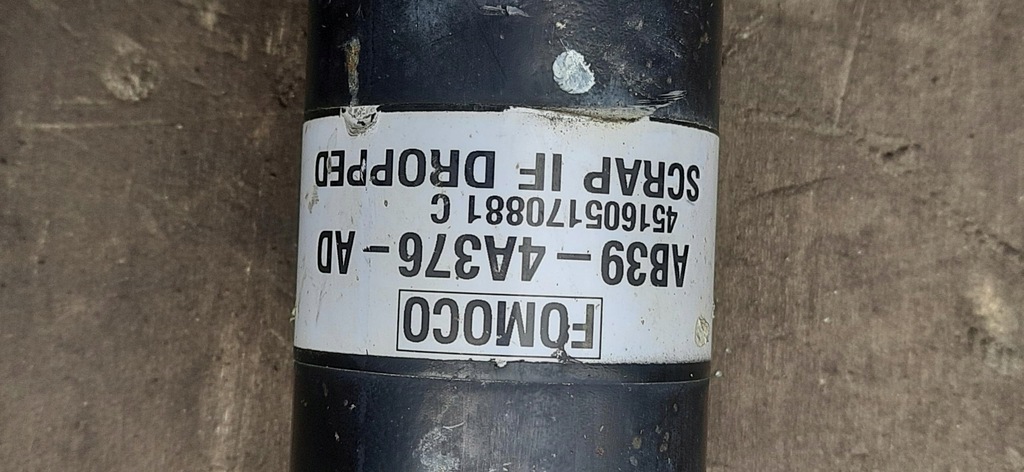 FOMOCO
AB39-4A376-AD
451605170881 C
SCRAP IF DROPPED